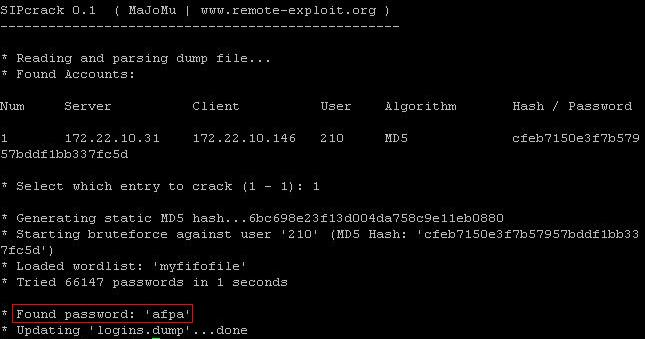 SIPcrack 0.1  ( MaJoMu | www.remote-exploit.org )
--------------------------------------------------
* Reading and parsing dump file...
* Found Accounts:
Num Server Client User Algorithm Hash / Password
1 172.22.10.31 172.22.10.146 210 MD5 cfeb7150e3f7b579
57bddf1bb337fc5d
* Select which entry to crack (1 - 1): 1
* Generating static MD5 hash...6bc698e23f13d004da758c9e11eb0880
* Starting bruteforce against user '210' (MD5 Hash: 'cfeb7150e3f7b57957bddf1bb33
7fc5d')
* Loaded wordlist: 'myfifofile'
* Tried 66147 passwords in 1 seconds
* Found password: 'afpa'
* Updating 'logins.dump'...done